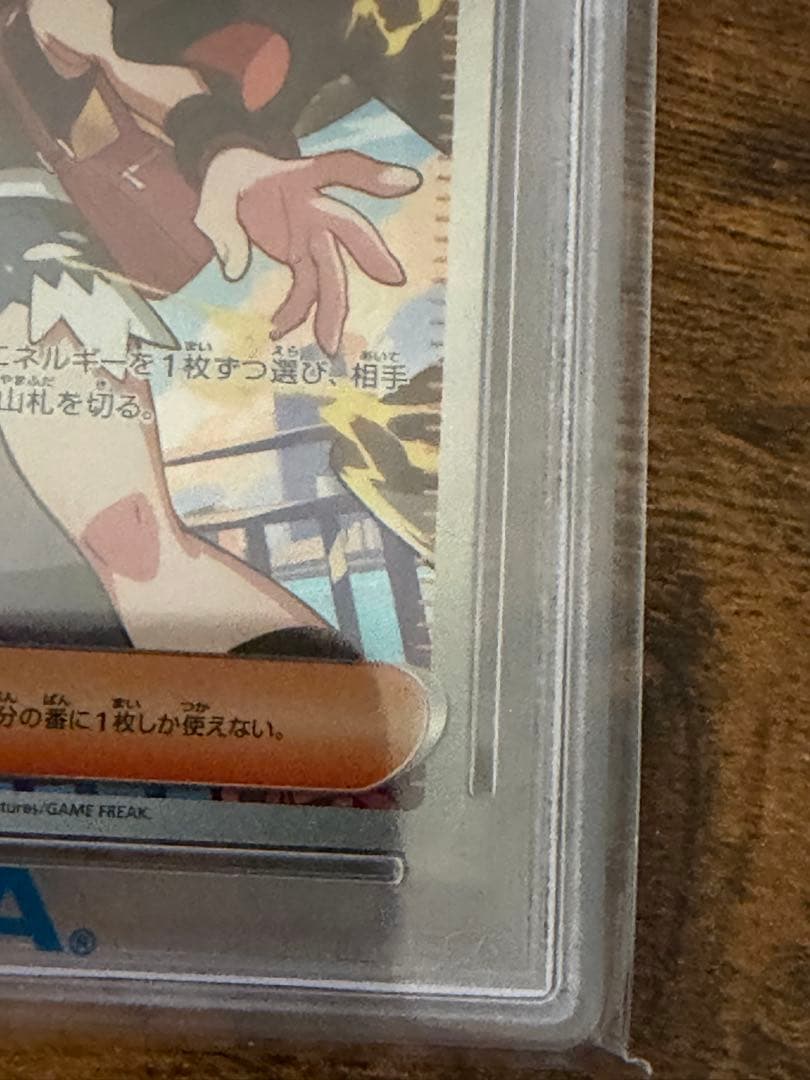 ネルギーを1枚ずつ選び、相手
山札を切る。
分の番に1枚しか使えない。
tures/GAME FREAK.
A®